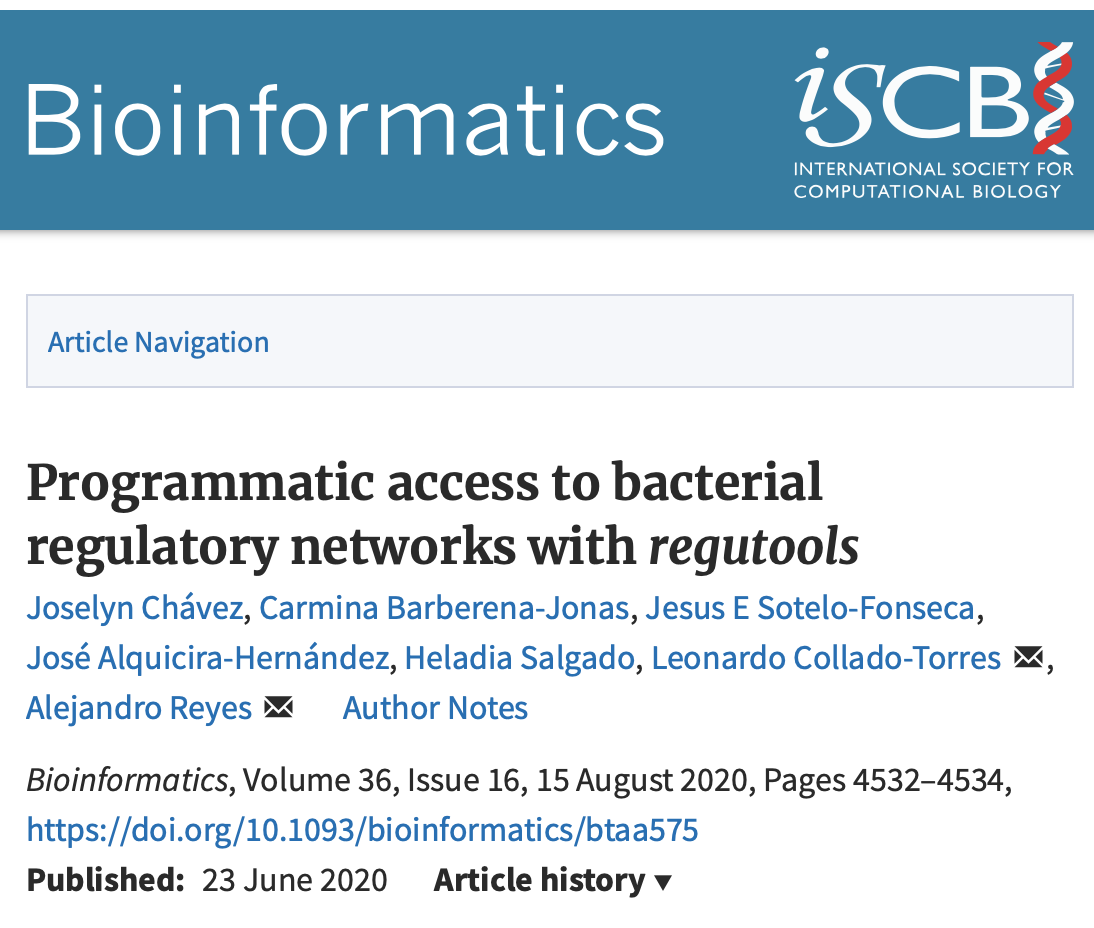 Bioinformatics
iSCB
INTERNATIONAL SOCIETY FOR
COMPUTATIONAL BIOLOGY
Article Navigation
Programmatic access to bacterial
regulatory networks with regutools
Joselyn Chávez, Carmina Barberena-Jonas, Jesus E Sotelo-Fonseca,
José Alquicira-Hernández, Heladia Salgado, Leonardo Collado-Torres ,
Alejandro Reyes Author Notes
Bioinformatics, Volume 36, Issue 16, 15 August 2020, Pages 4532–4534,
https://doi.org/10.1093/bioinformatics/btaa575
Published: 23 June 2020 Article history ▼